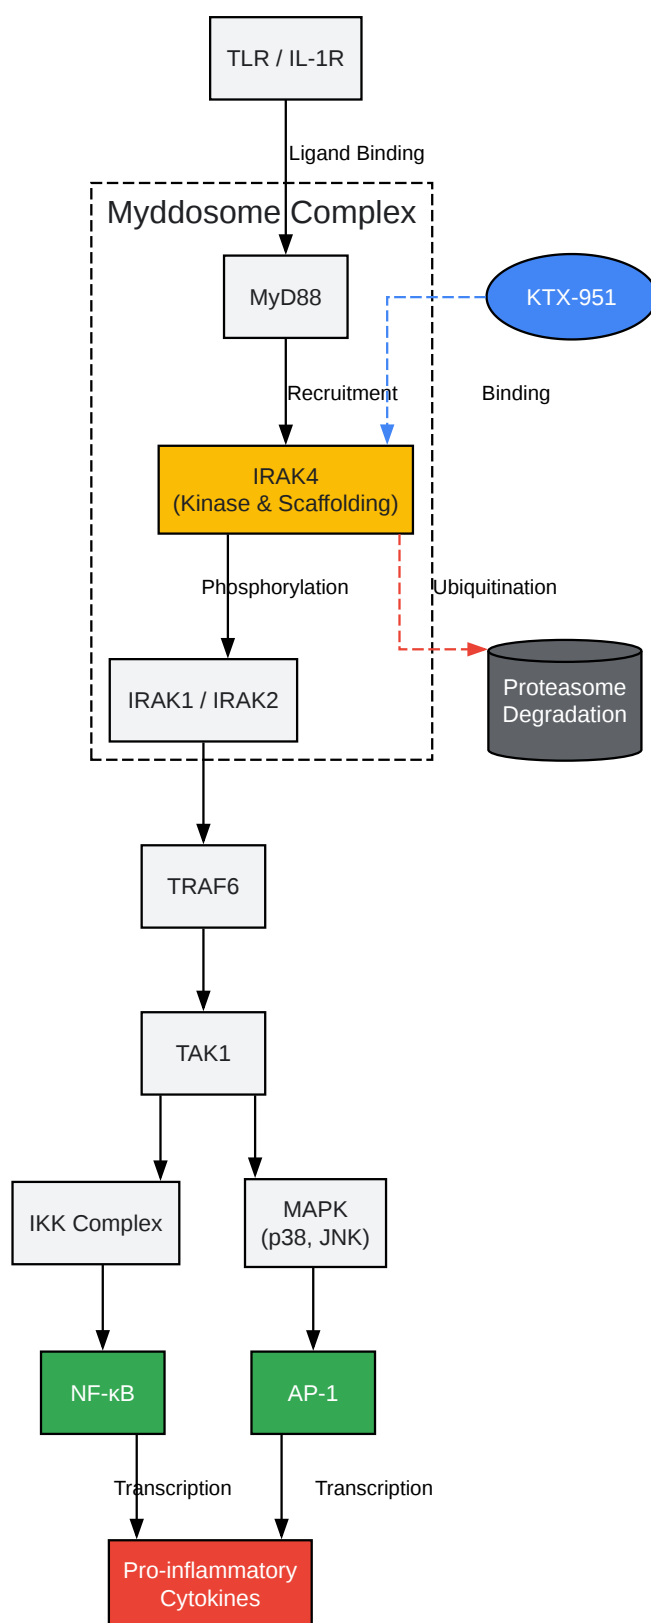 TLR / IL-1R
Ligand Binding
Myddosome Complex
MyD88
KTX-951
Recruitment
Binding
IRAK4
(Kinase & Scaffolding)
Phosphorylation
Ubiquitination
IRAK1 / IRAK2
Proteasome
Degradation
TRAF6
TAK1
IKK Complex
MAPK
(p38, JNK)
NF-κB
AP-1
Transcription
Transcription
Pro-inflammatory
Cytokines